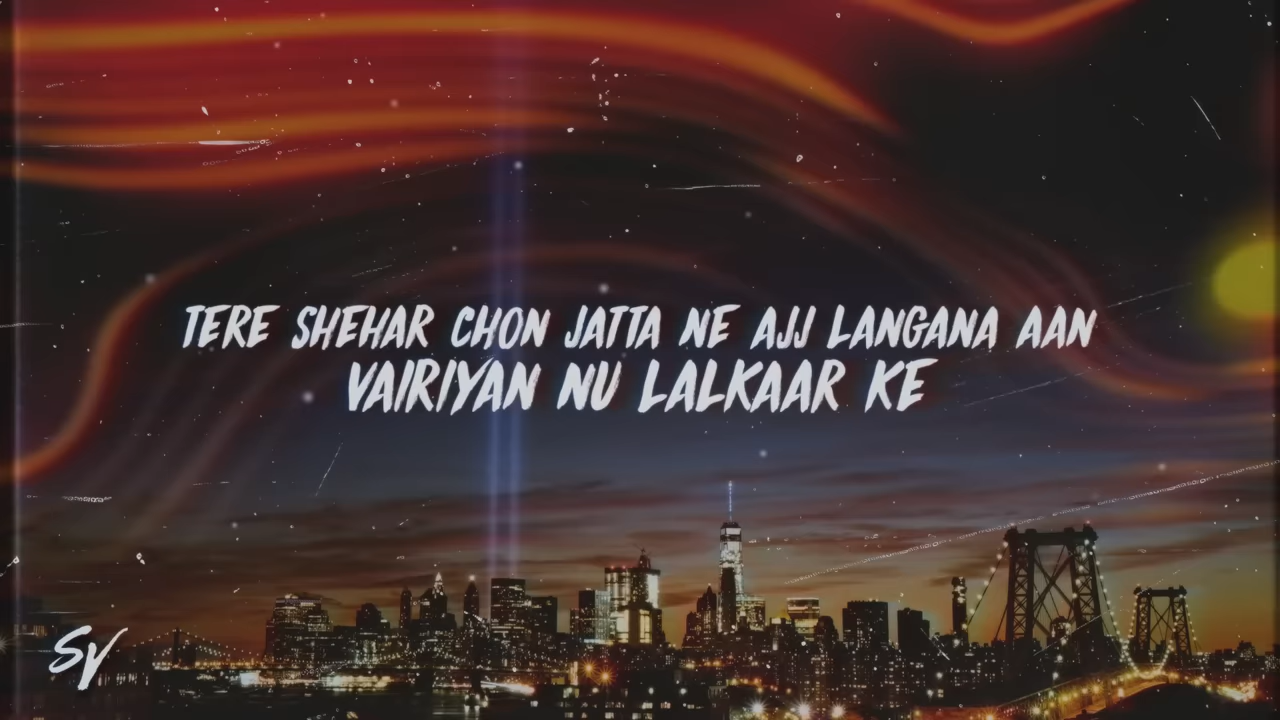 TERE SHEHAR CHON JATTA NE AJJ LANGANA AAN
VAIRIYAN NU LALKAAR KE
SV